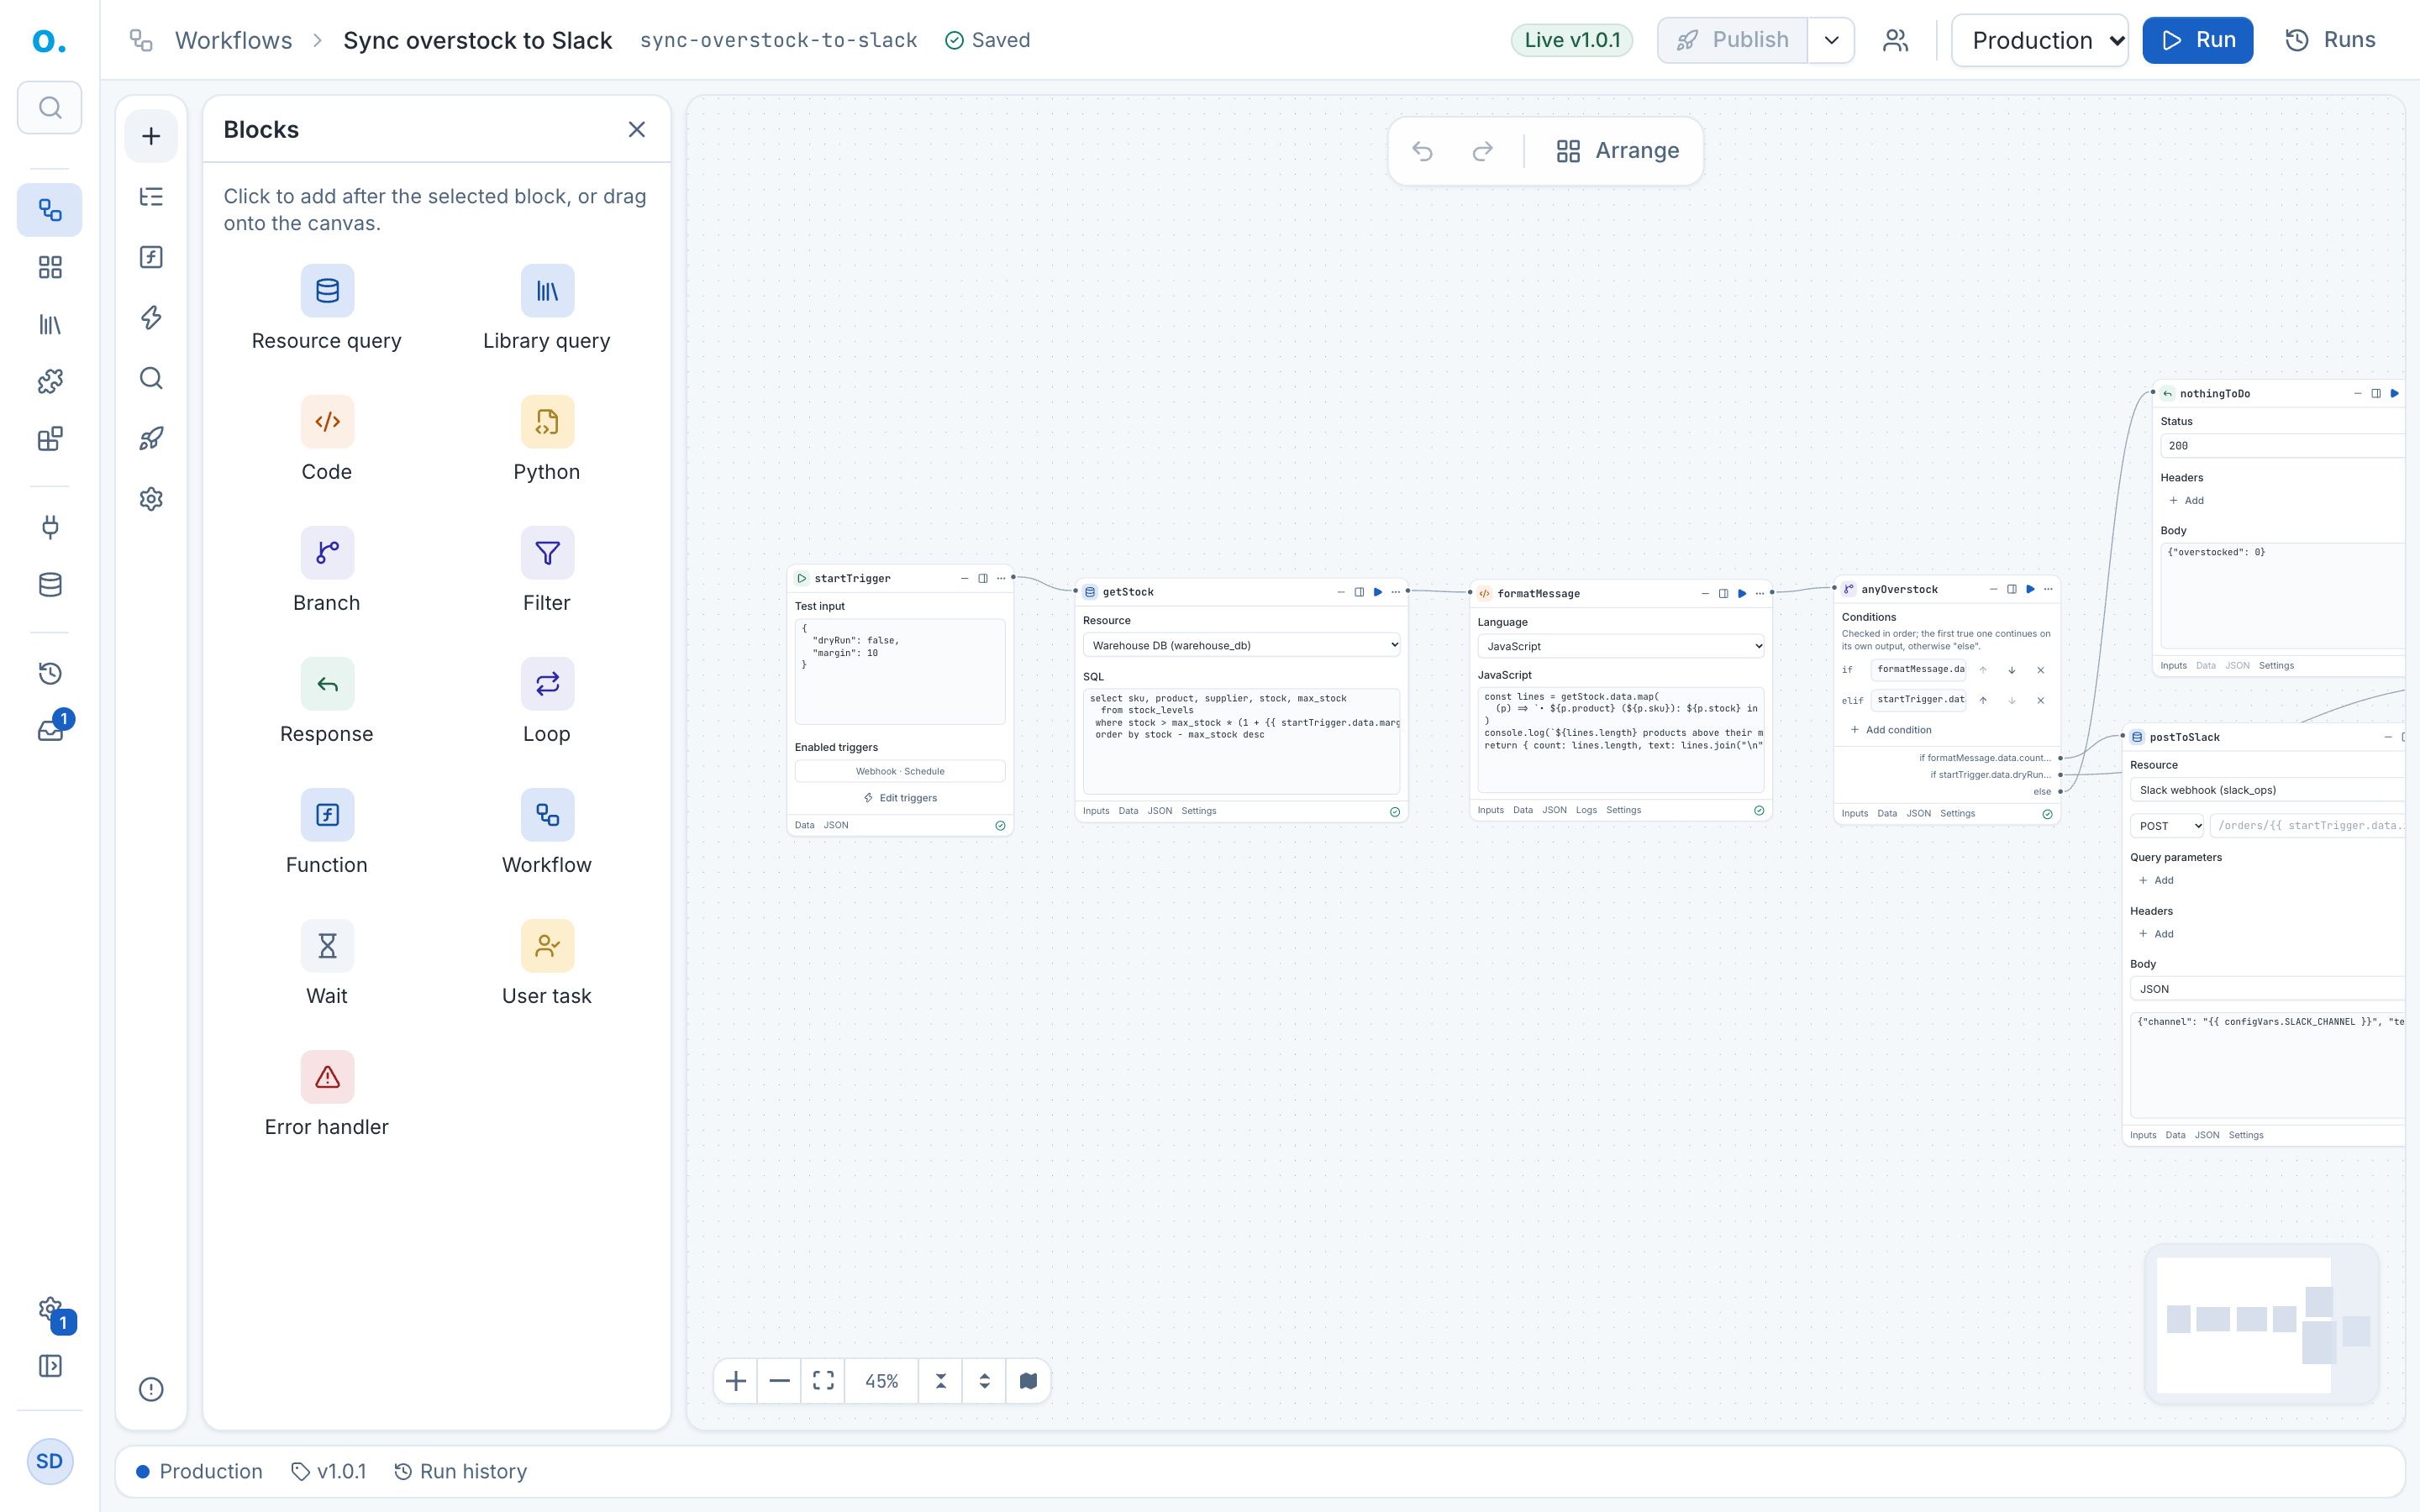 o.
Workflows
Sync overstock to Slack
sync-overstock-to-slack
Saved
Live v1.0.1
Publish
Production
Run
Runs
Blocks
Click to add after the selected block, or drag
onto the canvas.
Resource query
Library query
Code
Python
Branch
Filter
Response
Loop
Function
Workflow
Wait
User task
Error handler
1
1
SD
Arrange
startTrigger
Test input
{
"dryRun": false,
"margin": 10
}
Enabled triggers
Webhook · Schedule
Edit triggers
Data JSON
getStock
Resource
Warehouse DB (warehouse_db)
SQL
select sku, product, supplier, stock, max_stock
from stock_levels
where stock > max_stock * (1 + {{ startTrigger.data.marg
order by stock - max_stock desc
Inputs Data JSON Settings
formatMessage
Language
JavaScript
JavaScript
const lines = getStock.data.map(
(p) => `• ${p.product} (${p.sku}): ${p.stock} in
)
console.log(`${lines.length} products above their m
return { count: lines.length, text: lines.join("\n"
Inputs Data JSON Logs Settings
anyOverstock
Conditions
Checked in order; the first true one continues on
its own output, otherwise "else".
if formatMessage.da
elif startTrigger.dat
Add condition
if formatMessage.data.count...
if startTrigger.data.dryRun...
else
Inputs Data JSON Settings
nothingToDo
Status
200
Headers
Add
Body
{"overstocked": 0}
Inputs Data JSON Settings
postToSlack
Resource
Slack webhook (slack_ops)
POST /orders/{{ startTrigger.data.
Query parameters
Add
Headers
Add
Body
JSON
{"channel": "{{ configVars.SLACK_CHANNEL }}", "te
Inputs Data JSON Settings
45%
Production
v1.0.1
Run history